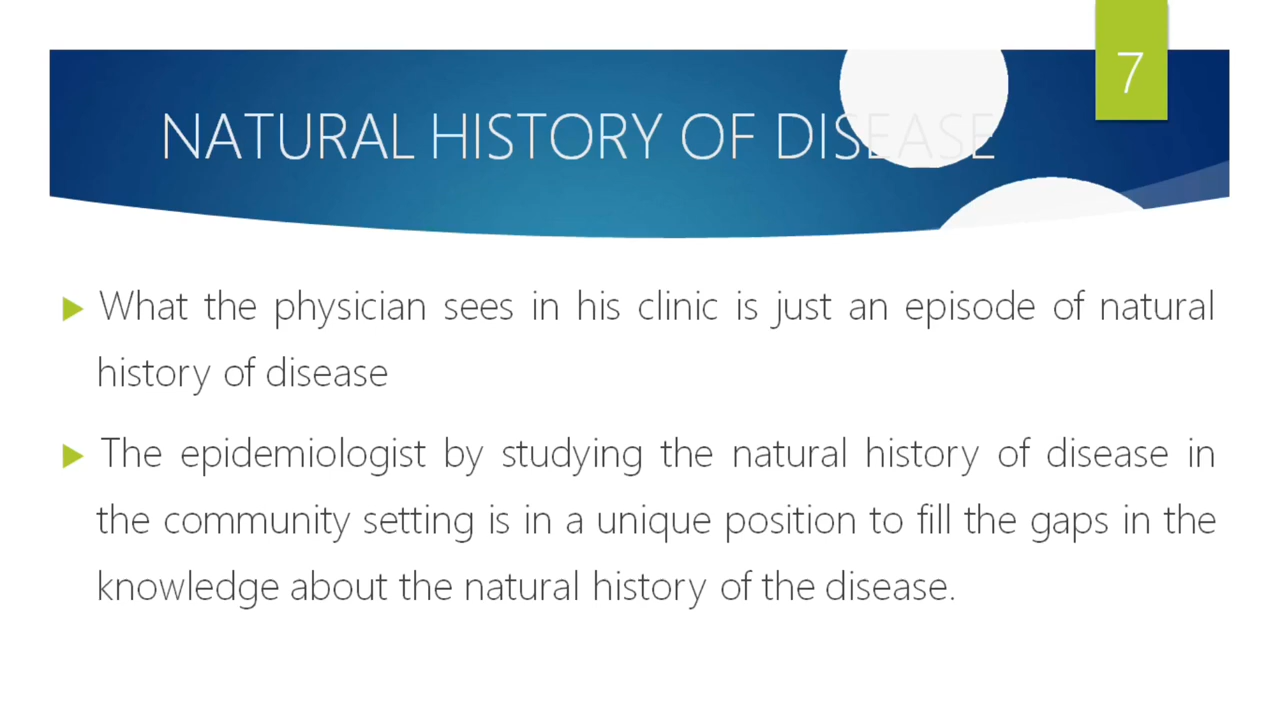 7
NATURAL HISTORY OF DISEASE
What the physician sees in his clinic is just an episode of natural
history of disease
The epidemiologist by studying the natural history of disease in
the community setting is in a unique position to fill the gaps in the
knowledge about the natural history of the disease.